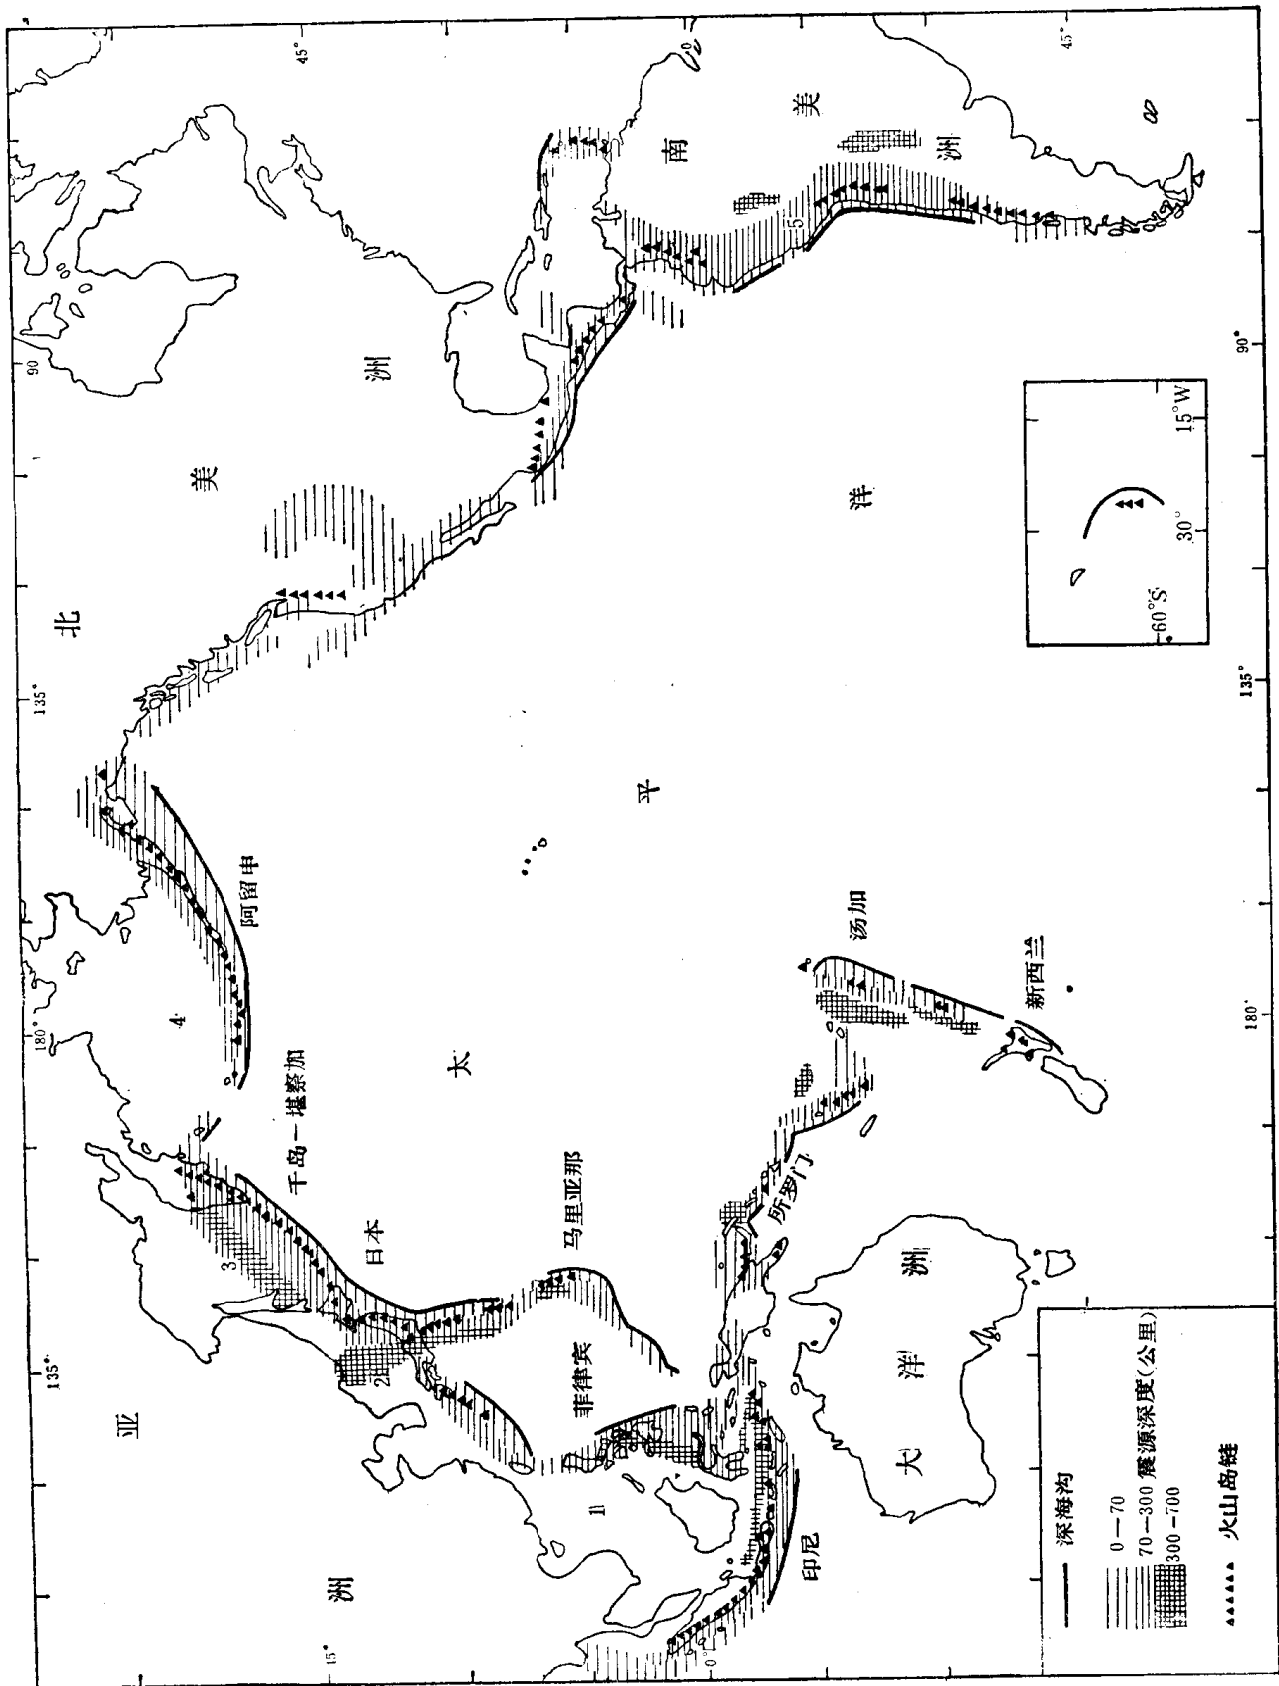 45°
0
45°
90
90°
135°
135°
180°
180°
135°
15°
0°
北
美
洲
南
美
洲
亚
洲
太
平
洋
大
洋
洲
阿留申
千岛－堪察加
日本
马里亚那
菲律宾
印尼
所罗门
汤加
新西兰
1
2
3
4
5
60°S
30°
15°W
深海沟
0－70
70－300 震源深度(公里)
300－700
火山岛链